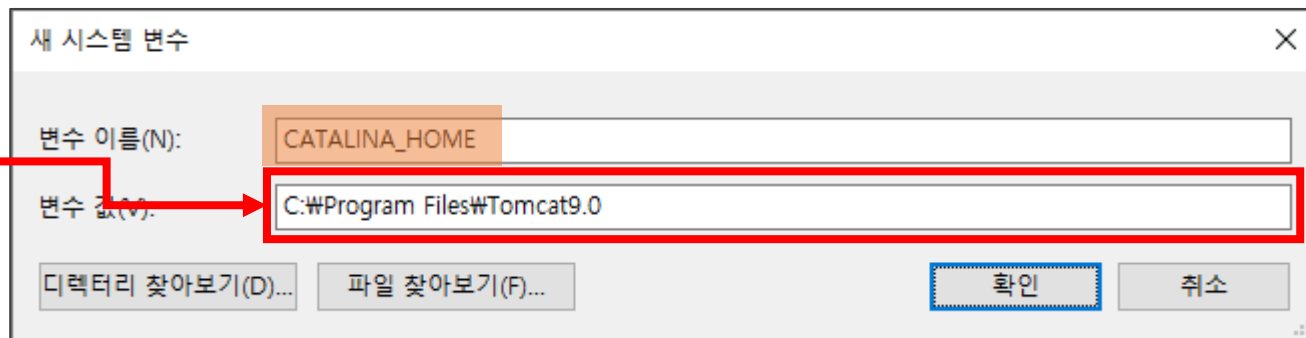 새 시스템 변수
변수 이름(N):
CATALINA_HOME
변수 값(V):
C:₩Program Files₩Tomcat9.0
디렉터리 찾아보기(D)...
파일 찾아보기(F)...
확인
취소